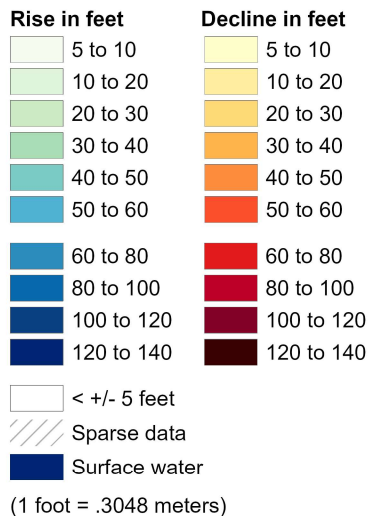 Rise in feet
5 to 10
10 to 20
20 to 30
30 to 40
40 to 50
50 to 60
60 to 80
80 to 100
100 to 120
120 to 140
Decline in feet
5 to 10
10 to 20
20 to 30
30 to 40
40 to 50
50 to 60
60 to 80
80 to 100
100 to 120
120 to 140
< +/- 5 feet
Sparse data
Surface water
(1 foot = .3048 meters)